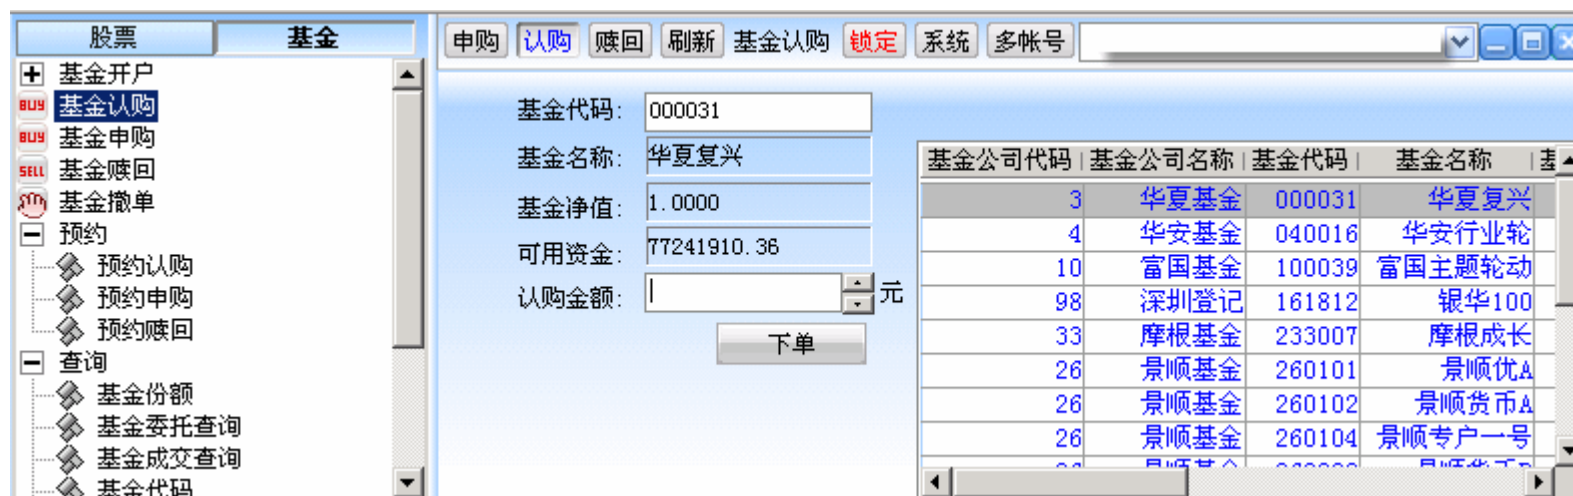 股票 基金
申购 认购 赎回 刷新 基金认购 锁定 系统 多帐号
基金开户
BUY 基金认购
BUY 基金申购
SELL 基金赎回
基金撤单
预约
预约认购
预约申购
预约赎回
查询
基金份额
基金委托查询
基金成交查询
基金代码
基金代码: 000031
基金名称: 华夏复兴
基金净值: 1.0000
可用资金: 77241910.36
认购金额: 元
下单
基金公司代码 基金公司名称 基金代码 基金名称
3 华夏基金 000031 华夏复兴
4 华安基金 040016 华安行业轮
10 富国基金 100039 富国主题轮动
98 深圳登记 161812 银华100
33 摩根基金 233007 摩根成长
26 景顺基金 260101 景顺优A
26 景顺基金 260102 景顺货币A
26 景顺基金 260104 景顺专户一号